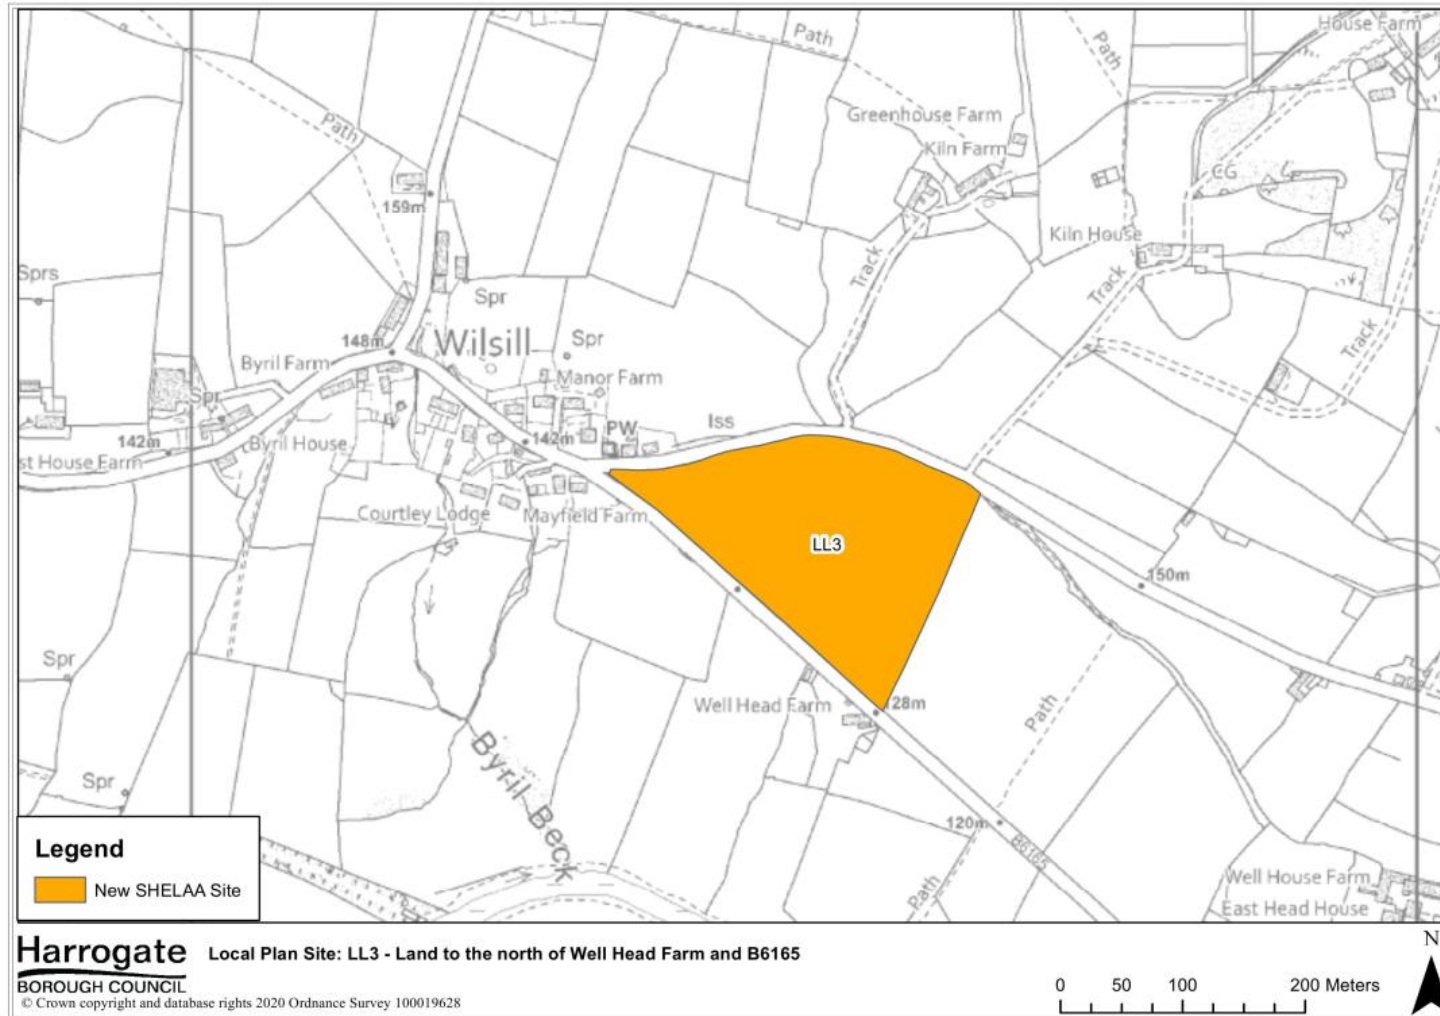 House Farm
Path
Path
Greenhouse Farm
Path
Kiln Farm
CG
159m
Kiln House
Track
Sprs
Track
Spr
Track
148m
Wilsill
Spr
Byril Farm
Manor Farm
Spr
Iss
PW
142m
142m
Byril House
st House Farm
Courtley Lodge
Mayfield Farm
LL3
150m
Spr
Well Head Farm
128m
Path
Byril Beck
Spr
120m
B6165
Path
Well House Farm
East Head House
Legend
New SHELAA Site
Harrogate
BOROUGH COUNCIL
Local Plan Site: LL3 - Land to the north of Well Head Farm and B6165
© Crown copyright and database rights 2020 Ordnance Survey 100019628
0 50 100 200 Meters
N